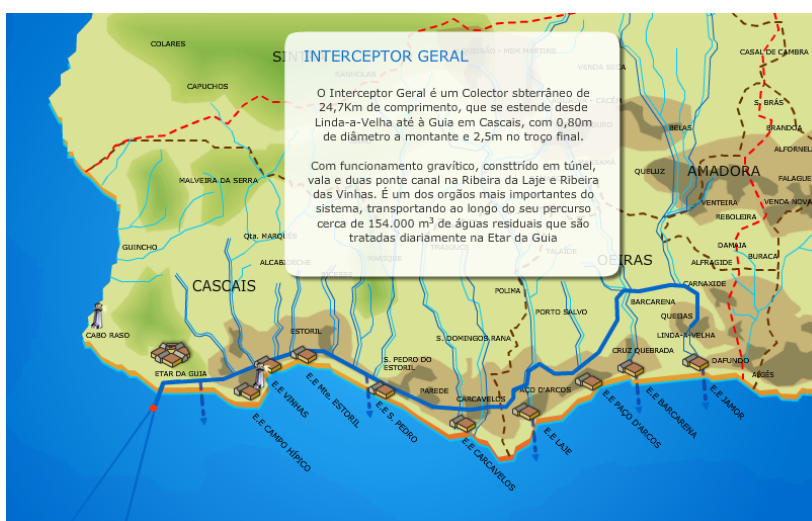 COLARES
CAPUCHOS
SIN
INTERCEPTOR GERAL
CASAL DE CAMBRA
O Interceptor Geral é um Colector sbterrâneo de
24,7Km de comprimento, que se estende desde
Linda-a-Velha até à Guia em Cascais, com 0,80m
de diâmetro a montante e 2,5m no troço final.
Com funcionamento gravítico, consttrído em túnel,
vala e duas ponte canal na Ribeira da Laje e Ribeira
das Vinhas. É um dos orgãos mais importantes do
sistema, transportando ao longo do seu percurso
cerca de 154.000 m³ de águas residuais que são
tratadas diariamente na Etar da Guia
VENDA SECA
S. BRÁS
BELAS
BRANDOA
ALFORNEL
QUELUZ
AMADORA
FALAGUE
MALVEIRA DA SERRA
VENTEIRA
VENDA NOVA
REBOLEIRA
Qta. MARQUÊS
GUINCHO
DAMAIA
BURACA
ALCABIDECHE
OEIRAS
ALFRAGIDE
CARNAXIDE
CASCAIS
POLIMA
BARCARENA
PORTO SALVO
QUEIJAS
CABO RASO
ESTORIL
S. DOMINGOS RANA
LINDA-A-VELHA
CRUZ QUEBRADA
S. PEDRO DO
ESTORIL
DAFUNDO
ETAR DA GUIA
ALGÉS
PAREDE
CARCAVELOS
AÇO D'ARCOS
E.E VINHAS
E.E Mte. ESTORIL
E.E S. PEDRO
E.E CAMPO HÍPICO
E.E CARCAVELOS
E.E LAJE
E.E PAÇO D'ARCOS
E.E BARCARENA
E.E JAMOR